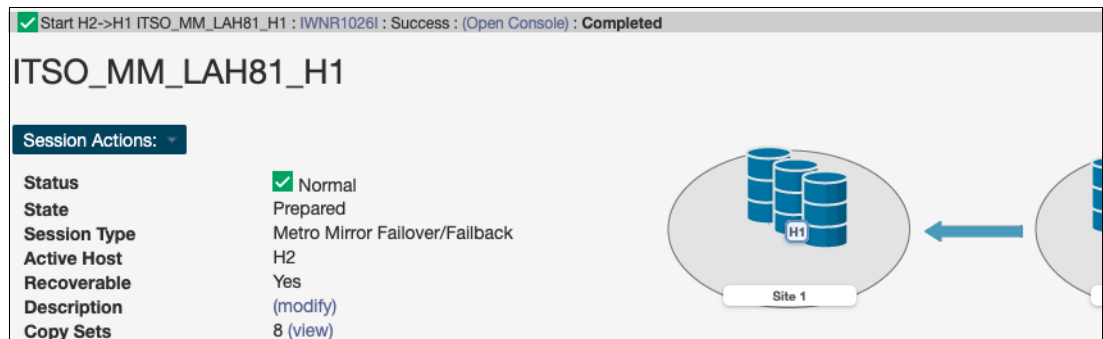 Start H2->H1 ITSO_MM_LAH81_H1 : IWNR1026I : Success : (Open Console) : Completed
ITSO_MM_LAH81_H1
Session Actions:
Status Normal
State Prepared
Session Type Metro Mirror Failover/Failback
Active Host H2
Recoverable Yes
Description (modify)
Copy Sets 8 (view)
H1
Site 1